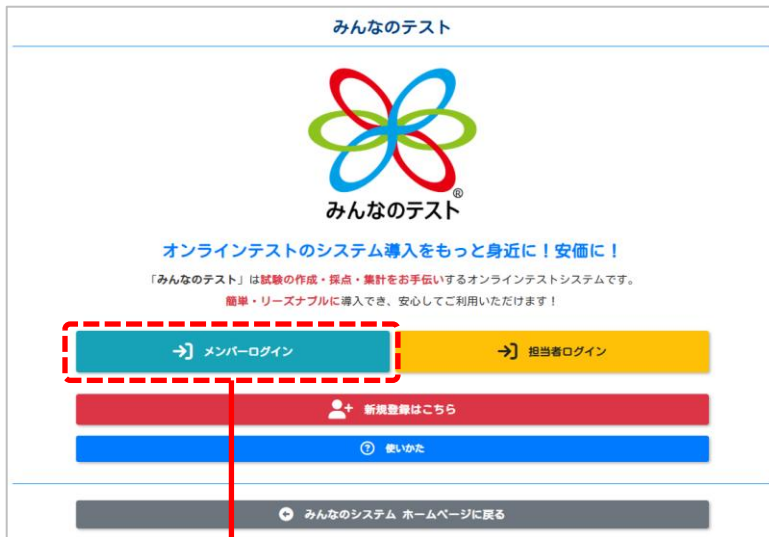 みんなのテスト
®
みんなのテスト
オンラインテストのシステム導入をもっと身近に！安価に！
「みんなのテスト」は試験の作成・採点・集計をお手伝いするオンラインテストシステムです。
簡単・リーズナブルに導入でき、安心してご利用いただけます！
メンバーログイン
担当者ログイン
新規登録はこちら
使いかた
みんなのシステム ホームページに戻る